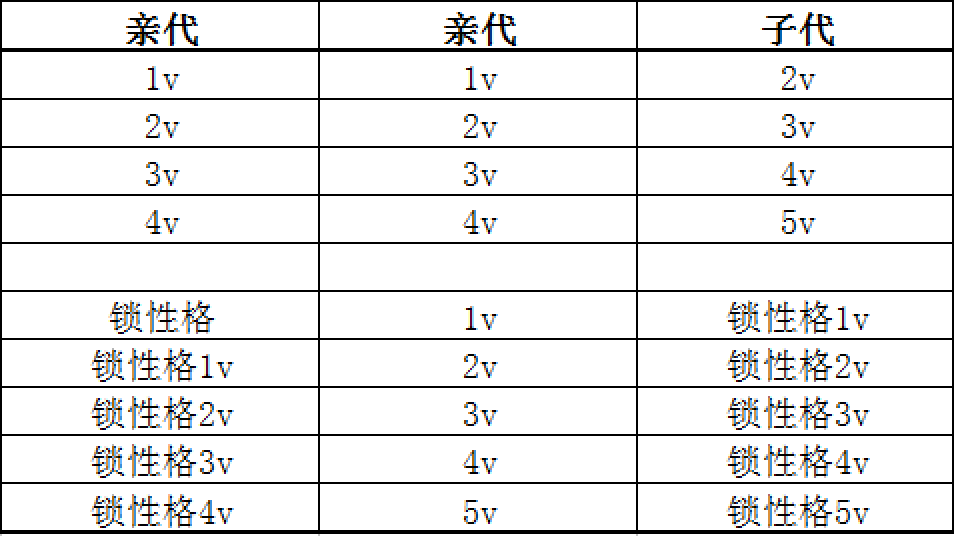 亲代 亲代 子代
1v 1v 2v
2v 2v 3v
3v 3v 4v
4v 4v 5v
锁性格 1v 锁性格1v
锁性格1v 2v 锁性格2v
锁性格2v 3v 锁性格3v
锁性格3v 4v 锁性格4v
锁性格4v 5v 锁性格5v